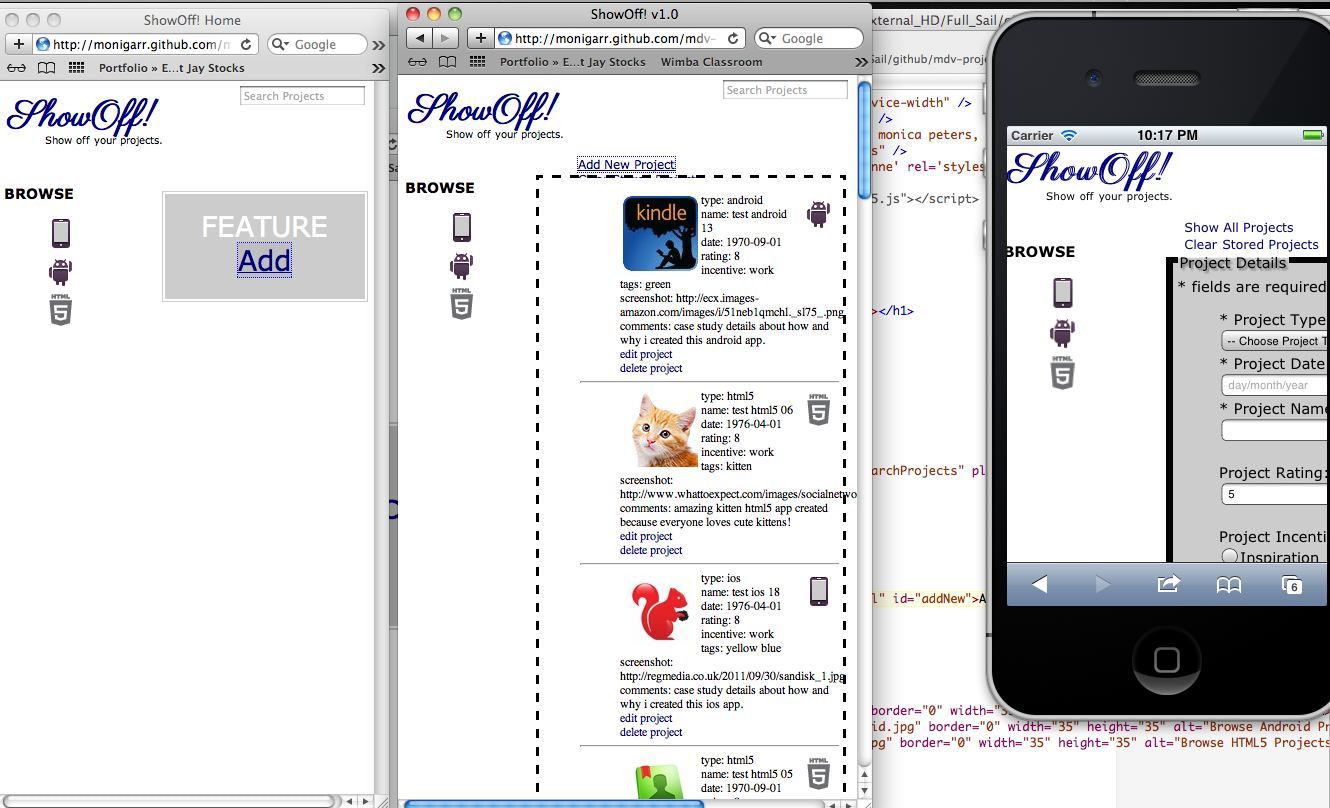 ShowOff! Home
http://monigarr.github.com/m
Google
Portfolio » E...t Jay Stocks
Search Projects
ShowOff!
Show off your projects.
BROWSE
HTML
5
FEATURE
Add
ShowOff! v1.0
http://monigarr.github.com/mdv-
Google
Portfolio » E...t Jay Stocks
Wimba Classroom
Search Projects
ShowOff!
Show off your projects.
Add New Project
BROWSE
HTML
5
kindle
type: android
name: test android
13
date: 1970-09-01
rating: 8
incentive: work
tags: green
screenshot: http://ecx.images-
amazon.com/images/i/51neb1qmchl._sl75_.png
comments: case study details about how and
why i created this android app.
edit project
delete project
type: html5
name: test html5 06
date: 1976-04-01
rating: 8
incentive: work
tags: kitten
HTML
5
screenshot:
http://www.whattoexpect.com/images/socialnetwo
comments: amazing kitten html5 app created
because everyone loves cute kittens!
edit project
delete project
type: ios
name: test ios 18
date: 1976-04-01
rating: 8
incentive: work
tags: yellow blue
screenshot:
http://regmedia.co.uk/2011/09/30/sandisk_1.jpg
comments: case study details about how and
why i created this ios app.
edit project
delete project
type: html5
name: test html5 05
date: 1970-09-01
HTML
5
xternal_HD/Full_Sail/
Sail/github/mdv-proj
vice-width" />
/>
monica peters,
s" />
nne' rel='styles
5.js"></script>
></h1>
archProjects" pl
l" id="addNew">A
border="0" width="35
id.jpg" border="0" width="35" height="35" alt="Browse Android Pr
pg" border="0" width="35" height="35" alt="Browse HTML5 Projects
Carrier
10:17 PM
ShowOff!
Show off your projects.
Show All Projects
Clear Stored Projects
BROWSE
HTML
5
Project Details
* fields are required
* Project Type
-- Choose Project T
* Project Date
day/month/year
* Project Name
Project Rating:
5
Project Incenti
Inspiration
6